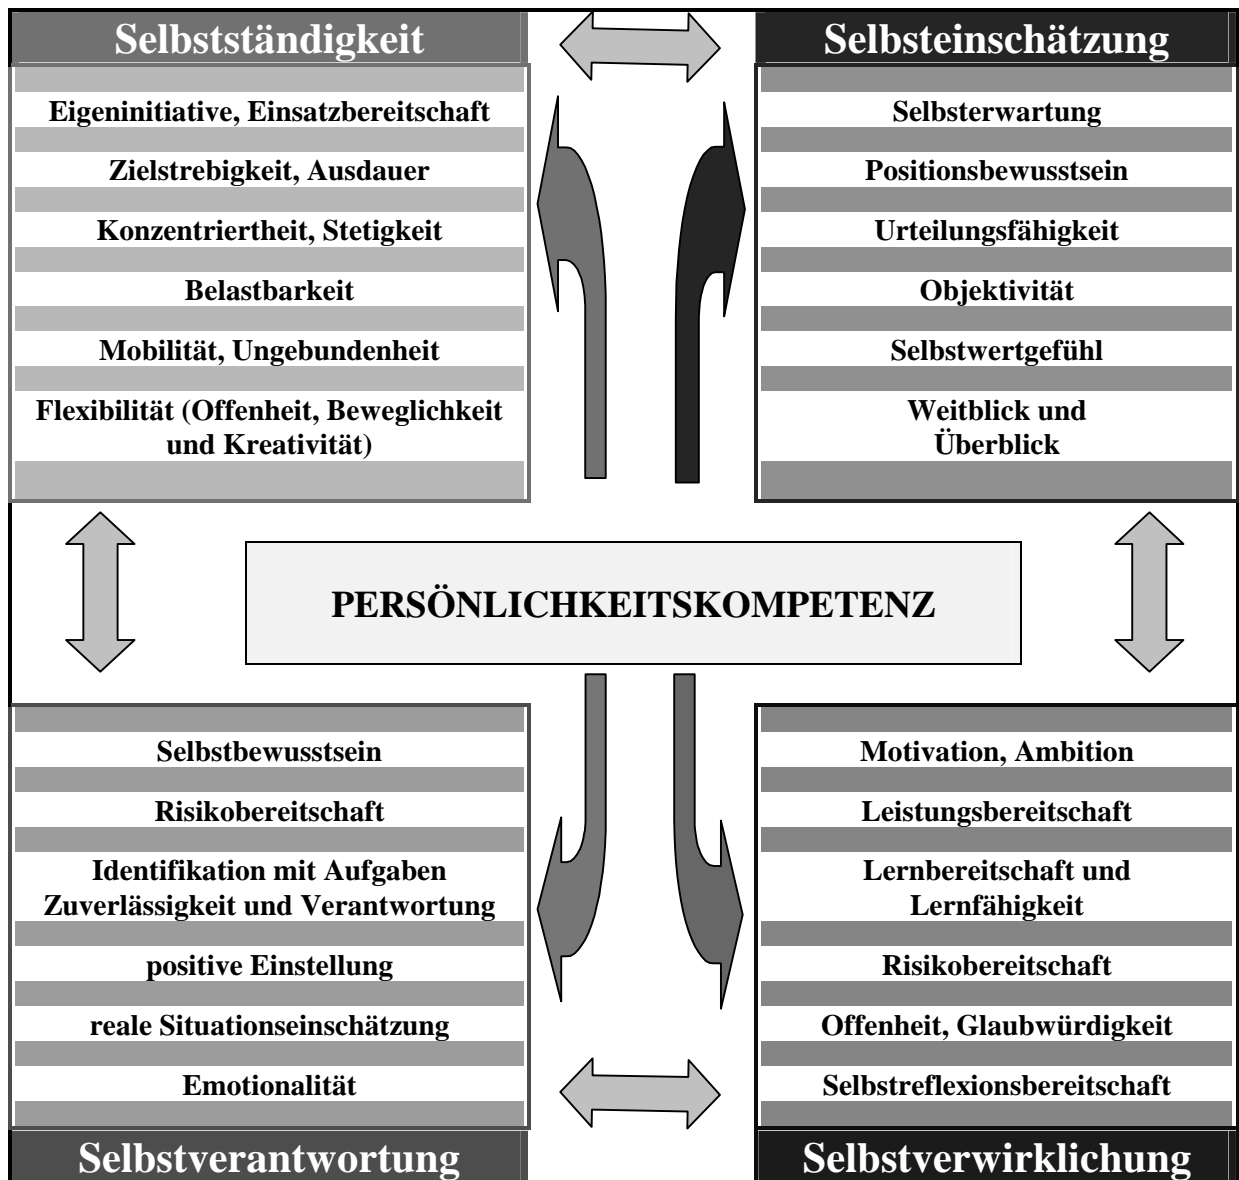 Selbstständigkeit
Eigeninitiative, Einsatzbereitschaft
Zielstrebigkeit, Ausdauer
Konzentriertheit, Stetigkeit
Belastbarkeit
Mobilität, Ungebundenheit
Flexibilität (Offenheit, Beweglichkeit
und Kreativität)
Selbsteinschätzung
Selbsterwartung
Positionsbewusstsein
Urteilungsfähigkeit
Objektivität
Selbstwertgefühl
Weitblick und
Überblick
PERSÖNLICHKEITSKOMPETENZ
Selbstbewusstsein
Risikobereitschaft
Identifikation mit Aufgaben
Zuverlässigkeit und Verantwortung
positive Einstellung
reale Situationseinschätzung
Emotionalität
Selbstverantwortung
Motivation, Ambition
Leistungsbereitschaft
Lernbereitschaft und
Lernfähigkeit
Risikobereitschaft
Offenheit, Glaubwürdigkeit
Selbstreflexionsbereitschaft
Selbstverwirklichung